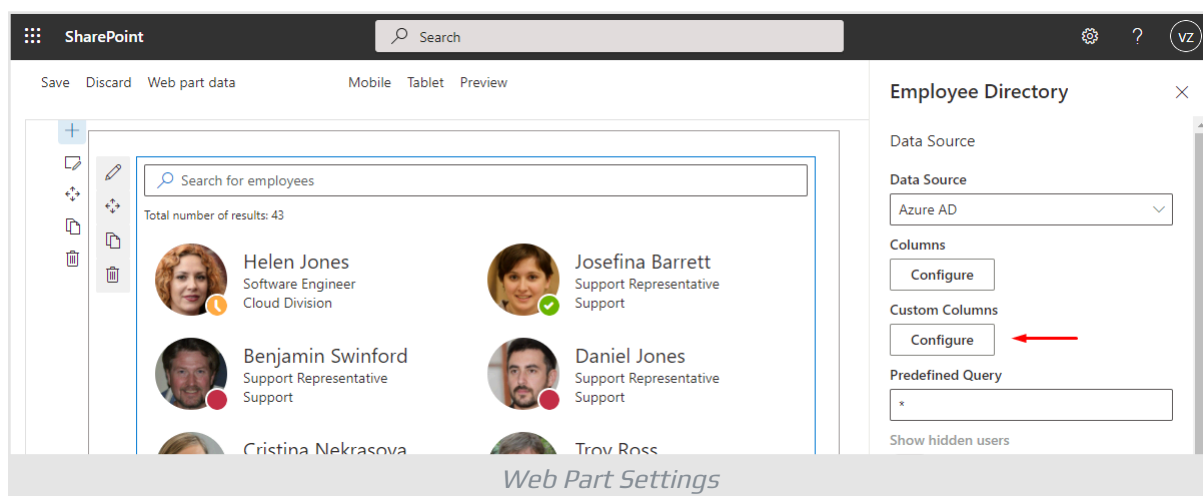 SharePoint
Search
?
VZ
Save Discard Web part data Mobile Tablet Preview
Employee Directory
Search for employees
Total number of results: 43
Helen Jones
Software Engineer
Cloud Division
Josefina Barrett
Support Representative
Support
Benjamin Swinford
Support Representative
Support
Daniel Jones
Support Representative
Support
Cristina Nekrasova
Troy Ross
Data Source
Data Source
Azure AD
Columns
Configure
Custom Columns
Configure
Predefined Query
*
Show hidden users
Web Part Settings